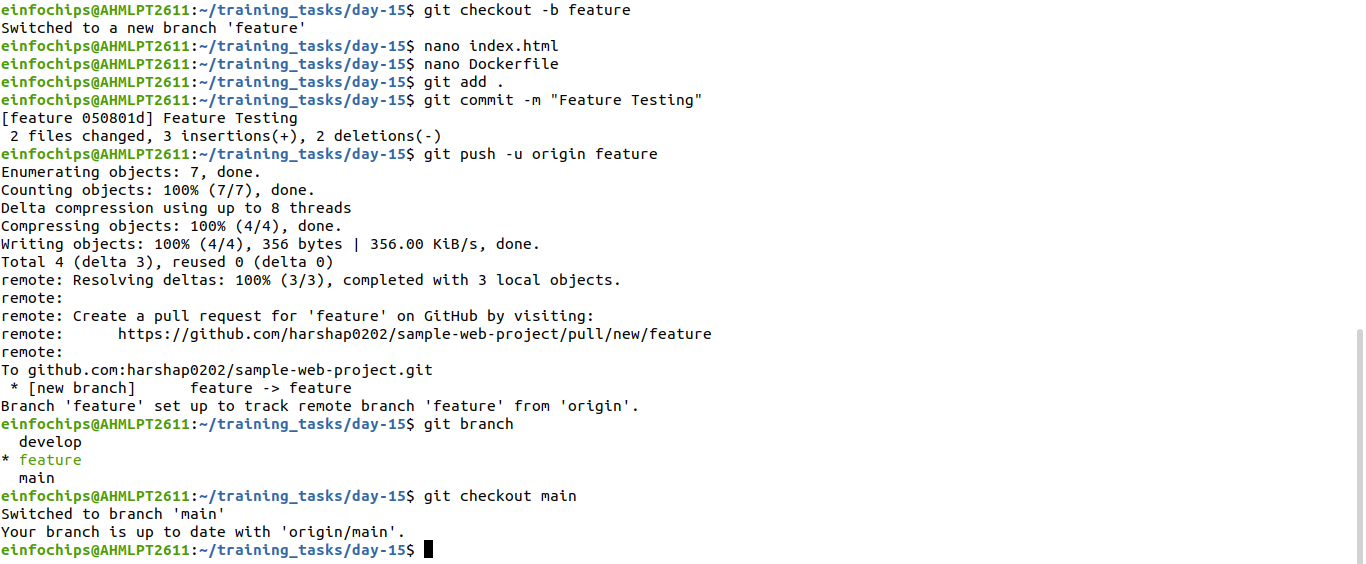 einfochips@AHMLPT2611:~/training_tasks/day-15$ git checkout -b feature
Switched to a new branch 'feature'
einfochips@AHMLPT2611:~/training_tasks/day-15$ nano index.html
einfochips@AHMLPT2611:~/training_tasks/day-15$ nano Dockerfile
einfochips@AHMLPT2611:~/training_tasks/day-15$ git add .
einfochips@AHMLPT2611:~/training_tasks/day-15$ git commit -m "Feature Testing"
[feature 050801d] Feature Testing
 2 files changed, 3 insertions(+), 2 deletions(-)
einfochips@AHMLPT2611:~/training_tasks/day-15$ git push -u origin feature
Enumerating objects: 7, done.
Counting objects: 100% (7/7), done.
Delta compression using up to 8 threads
Compressing objects: 100% (4/4), done.
Writing objects: 100% (4/4), 356 bytes | 356.00 KiB/s, done.
Total 4 (delta 3), reused 0 (delta 0)
remote: Resolving deltas: 100% (3/3), completed with 3 local objects.
remote:
remote: Create a pull request for 'feature' on GitHub by visiting:
remote:      https://github.com/harshap0202/sample-web-project/pull/new/feature
remote:
To github.com:harshap0202/sample-web-project.git
 * [new branch]      feature -> feature
Branch 'feature' set up to track remote branch 'feature' from 'origin'.
einfochips@AHMLPT2611:~/training_tasks/day-15$ git branch
  develop
* feature
  main
einfochips@AHMLPT2611:~/training_tasks/day-15$ git checkout main
Switched to branch 'main'
Your branch is up to date with 'origin/main'.
einfochips@AHMLPT2611:~/training_tasks/day-15$